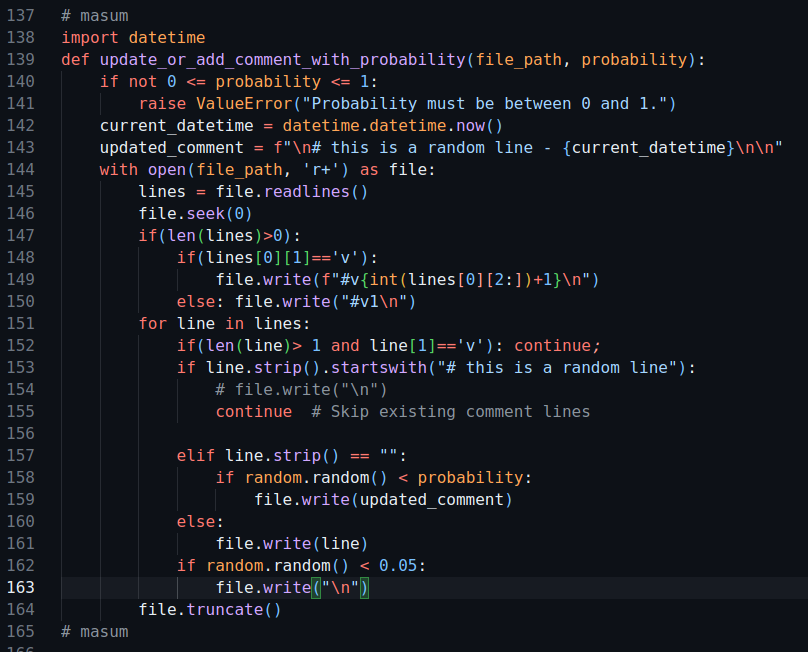 137 # masum
138 import datetime
139 def update_or_add_comment_with_probability(file_path, probability):
140     if not 0 <= probability <= 1:
141         raise ValueError("Probability must be between 0 and 1.")
142     current_datetime = datetime.datetime.now()
143     updated_comment = f"\n# this is a random line - {current_datetime}\n\n"
144     with open(file_path, 'r+') as file:
145         lines = file.readlines()
146         file.seek(0)
147         if(len(lines)>0):
148             if(lines[0][1]=='v'):
149                 file.write(f"#v{int(lines[0][2:])+1}\n")
150             else: file.write("#v1\n")
151         for line in lines:
152             if(len(line)> 1 and line[1]=='v'): continue;
153             if line.strip().startswith("# this is a random line"):
154                 # file.write("\n")
155                 continue  # Skip existing comment lines
156
157             elif line.strip() == "":
158                 if random.random() < probability:
159                     file.write(updated_comment)
160             else:
161                 file.write(line)
162             if random.random() < 0.05:
163                 file.write("\n")
164         file.truncate()
165 # masum